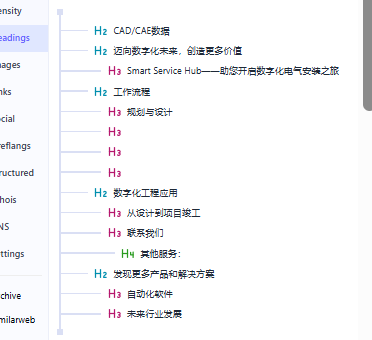 ensity
eadings
H2 CAD/CAE数据
H2 迈向数字化未来，创造更多价值
ages
H3 Smart Service Hub——助您开启数字化电气安装之旅
nks
H2 工作流程
ocial
H3 规划与设计
H3
reflangs
H3
ructured
H3
H2 数字化工程应用
hois
H3 从设计到项目竣工
NS
H3 联系我们
ettings
H4 其他服务：
H2 发现更多产品和解决方案
chive
H3 自动化软件
milarweb
H3 未来行业发展